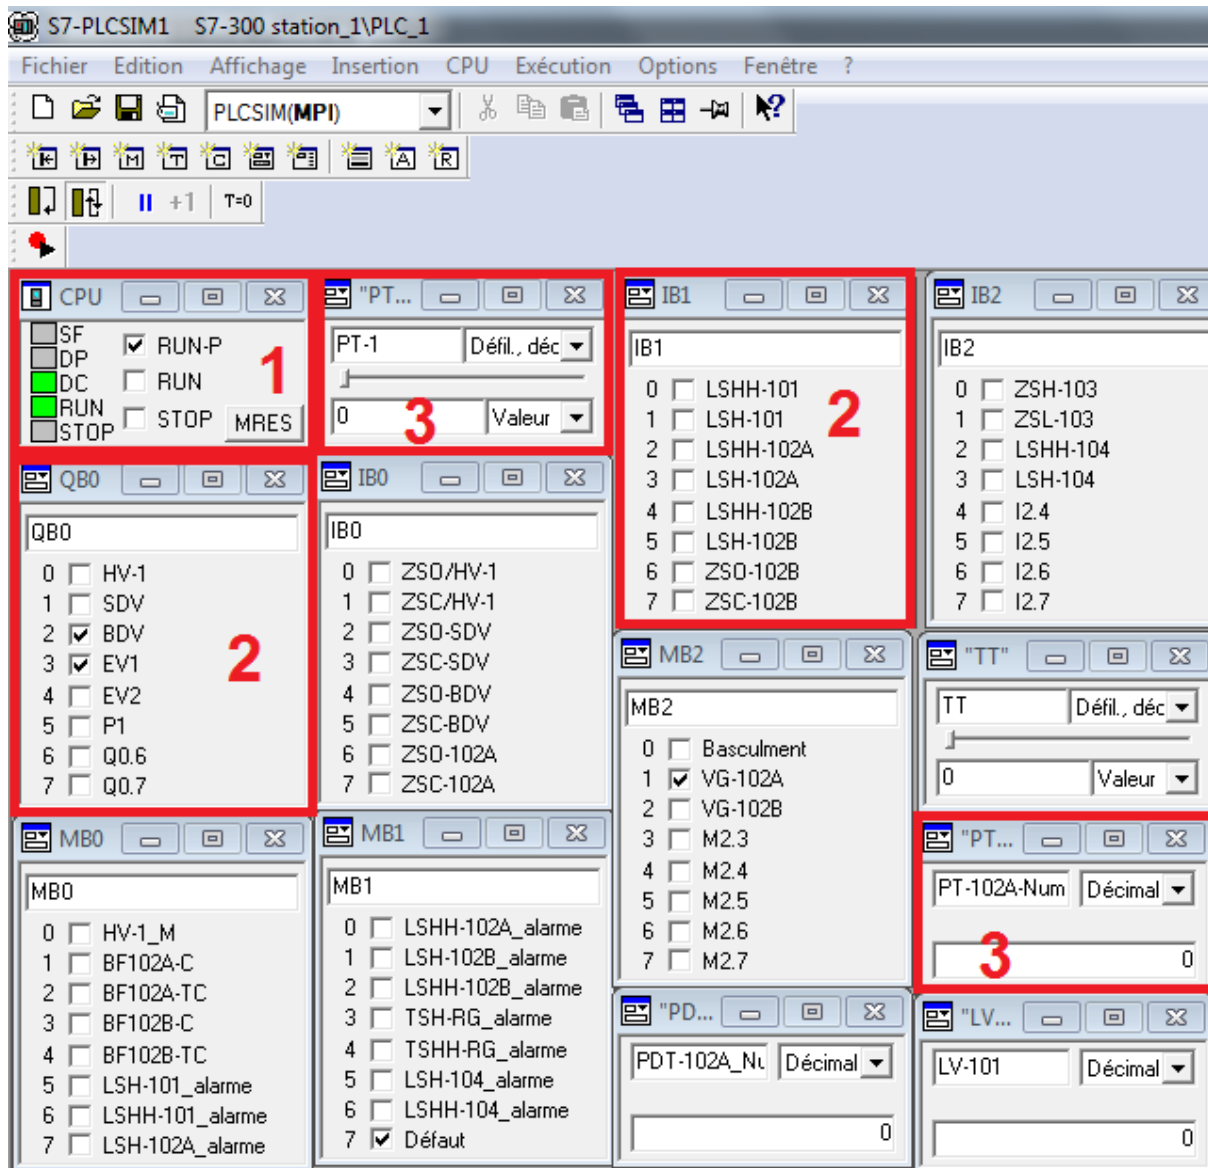 S7-PLCSIM1 S7-300 station_1\PLC_1
Fichier Edition Affichage Insertion CPU Exécution Options Fenêtre ?
PLCSIM(MPI)
+1 T=0
CPU
SF
DP
DC
RUN
STOP
RUN-P
RUN
STOP
MRES
1
"PT...
PT-1 Défil., déc
0 Valeur
3
IB1
IB1
0 LSHH-101
1 LSH-101
2 LSHH-102A
3 LSH-102A
4 LSHH-102B
5 LSH-102B
6 ZSO-102B
7 ZSC-102B
2
IB2
IB2
0 ZSH-103
1 ZSL-103
2 LSHH-104
3 LSH-104
4 I2.4
5 I2.5
6 I2.6
7 I2.7
QB0
QB0
0 HV-1
1 SDV
2 BDV
3 EV1
4 EV2
5 P1
6 Q0.6
7 Q0.7
2
IB0
IB0
0 ZSO/HV-1
1 ZSC/HV-1
2 ZSO-SDV
3 ZSC-SDV
4 ZSO-BDV
5 ZSC-BDV
6 ZSO-102A
7 ZSC-102A
MB2
MB2
0 Basculment
1 VG-102A
2 VG-102B
3 M2.3
4 M2.4
5 M2.5
6 M2.6
7 M2.7
"TT"
TT Défil., déc
0 Valeur
MB0
MB0
0 HV-1_M
1 BF102A-C
2 BF102A-TC
3 BF102B-C
4 BF102B-TC
5 LSH-101_alarme
6 LSHH-101_alarme
7 LSH-102A_alarme
MB1
MB1
0 LSHH-102A_alarme
1 LSH-102B_alarme
2 LSHH-102B_alarme
3 TSH-RG_alarme
4 TSHH-RG_alarme
5 LSH-104_alarme
6 LSHH-104_alarme
7 Défaut
"PT...
PT-102A-Num Décimal
0
3
"PD...
PDT-102A_Nu Décimal
0
"LV...
LV-101 Décimal
0